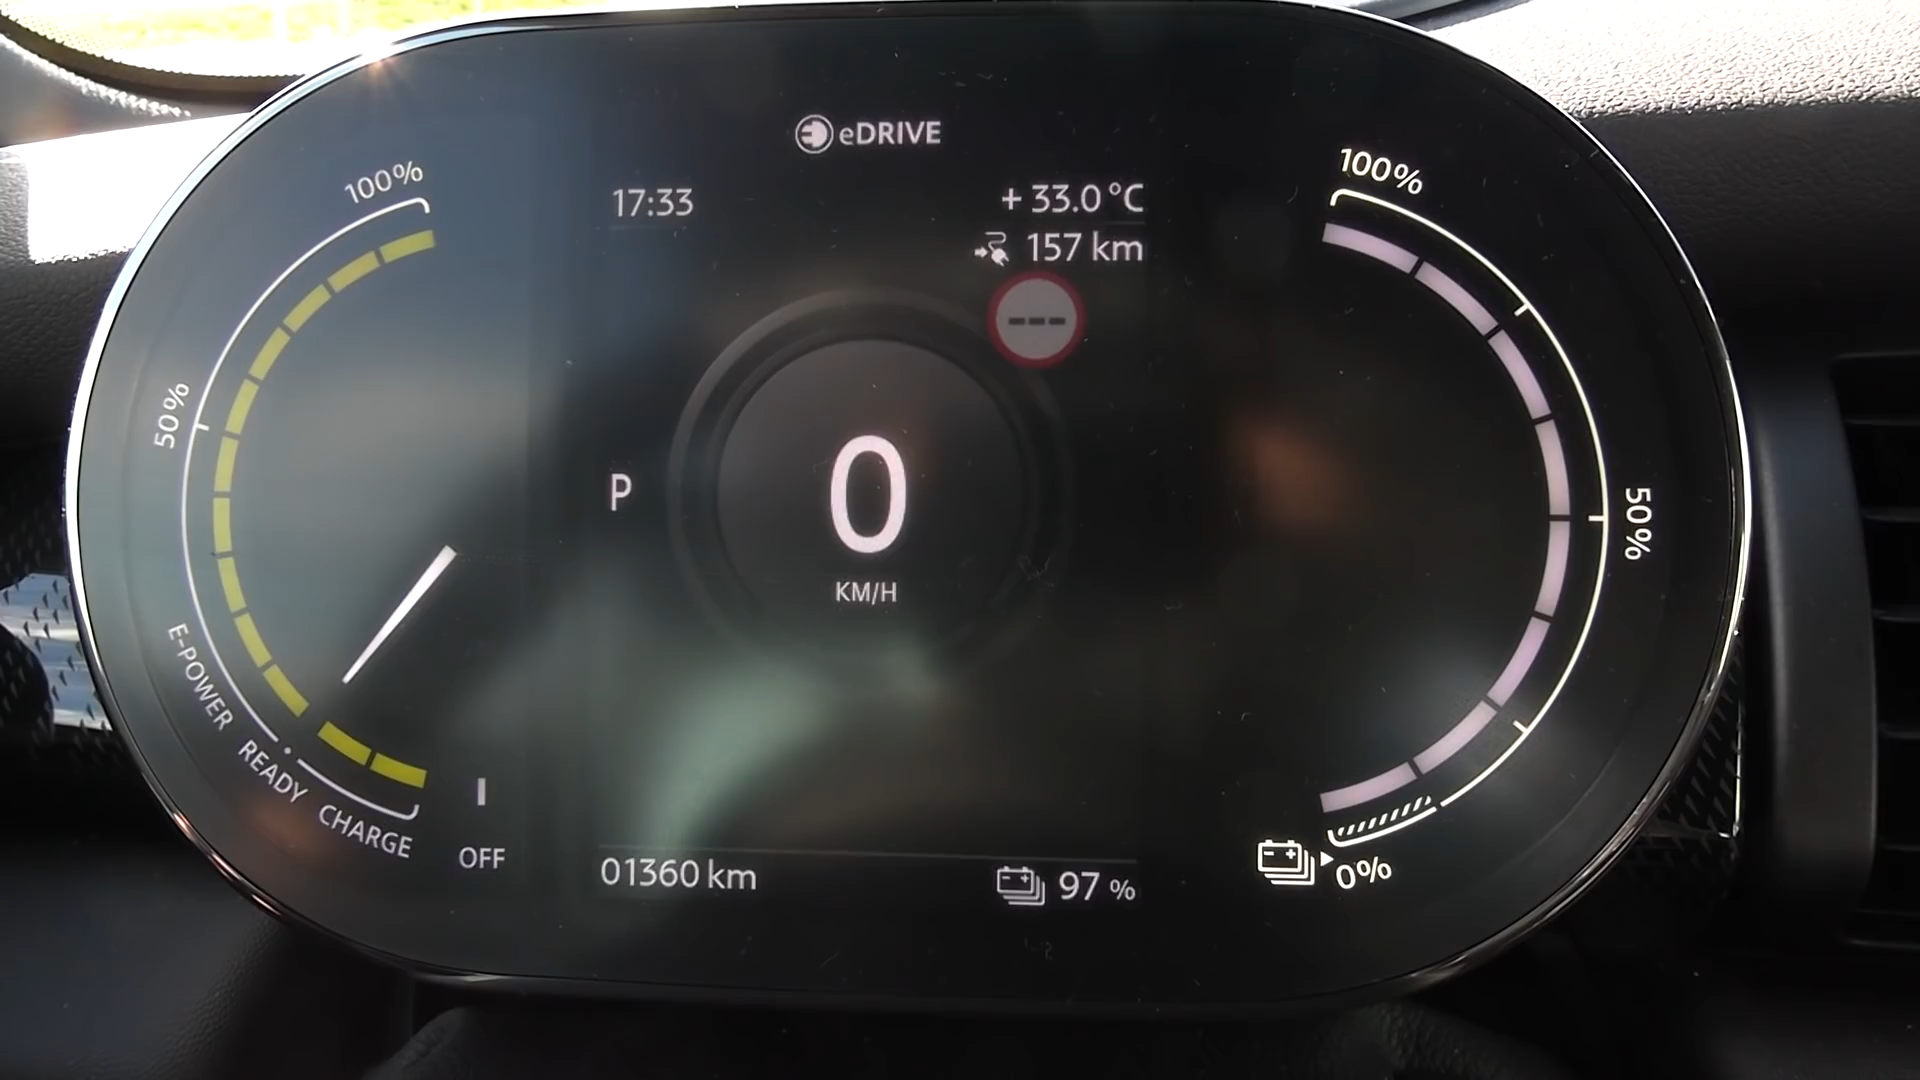 eDRIVE
17:33
+ 33.0 °C
157 km
---
100%
50%
E-POWER
READY
CHARGE
OFF
P
0
KM/H
01360 km
97 %
100%
50%
0%